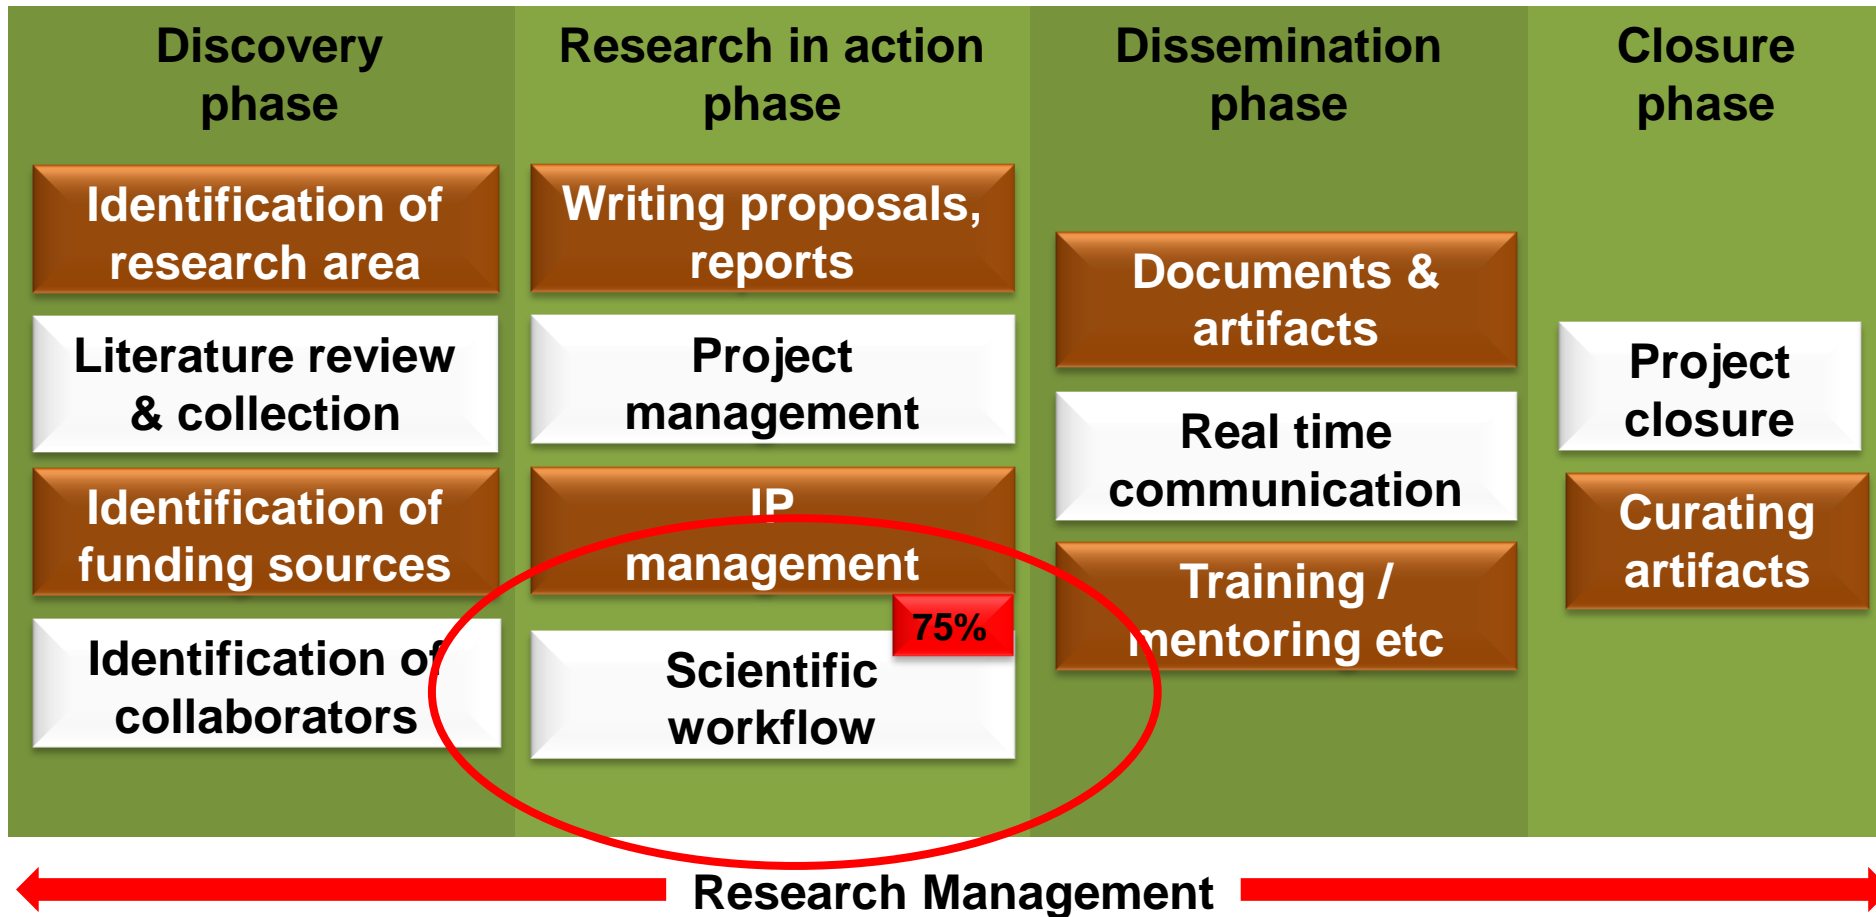 Discovery
phase
Identification of
research area
Literature review
& collection
Identification of
funding sources
Identification of
collaborators
Research in action
phase
Writing proposals,
reports
Project
management
IP
management
75%
Scientific
workflow
Dissemination
phase
Documents &
artifacts
Real time
communication
Training /
mentoring etc
Closure
phase
Project
closure
Curating
artifacts
Research Management